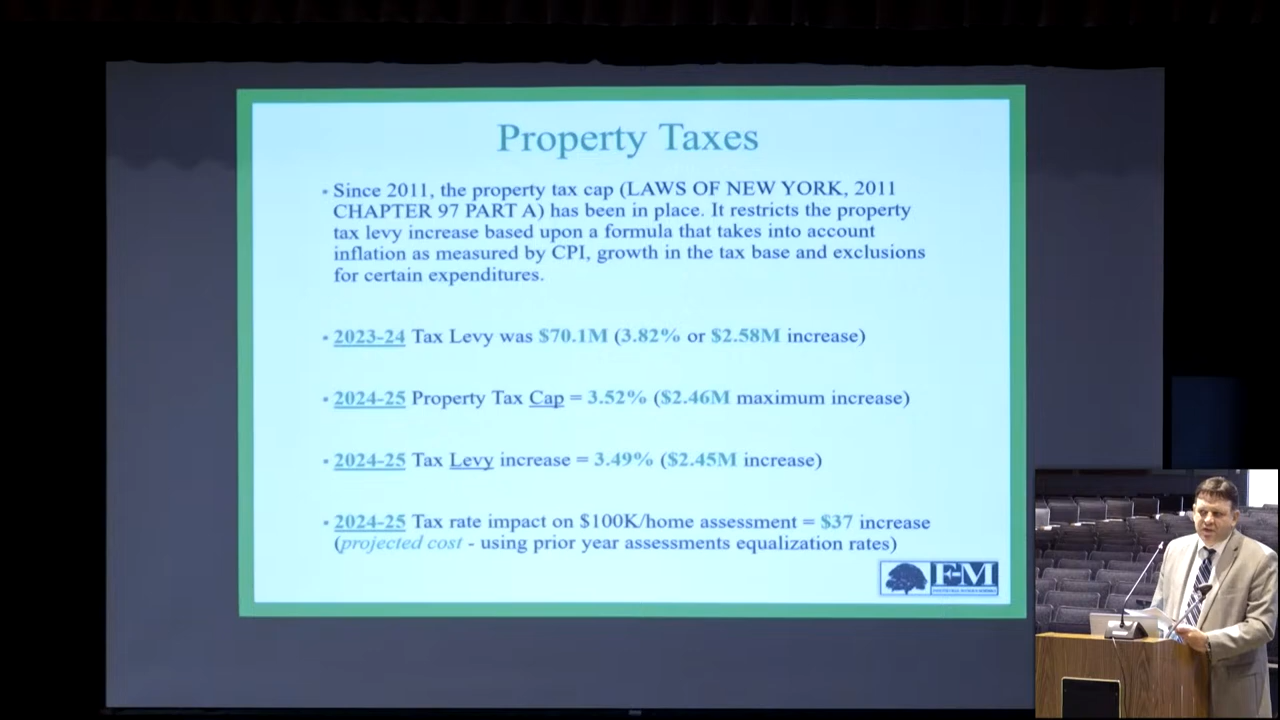 Property Taxes
▪ Since 2011, the property tax cap (LAWS OF NEW YORK, 2011
CHAPTER 97 PART A) has been in place. It restricts the property
tax levy increase based upon a formula that takes into account
inflation as measured by CPI, growth in the tax base and exclusions
for certain expenditures.
▪ 2023-24 Tax Levy was $70.1M (3.82% or $2.58M increase)
▪ 2024-25 Property Tax Cap = 3.52% ($2.46M maximum increase)
▪ 2024-25 Tax Levy increase = 3.49% ($2.45M increase)
▪ 2024-25 Tax rate impact on $100K/home assessment = $37 increase
(projected cost - using prior year assessments equalization rates)
F-M